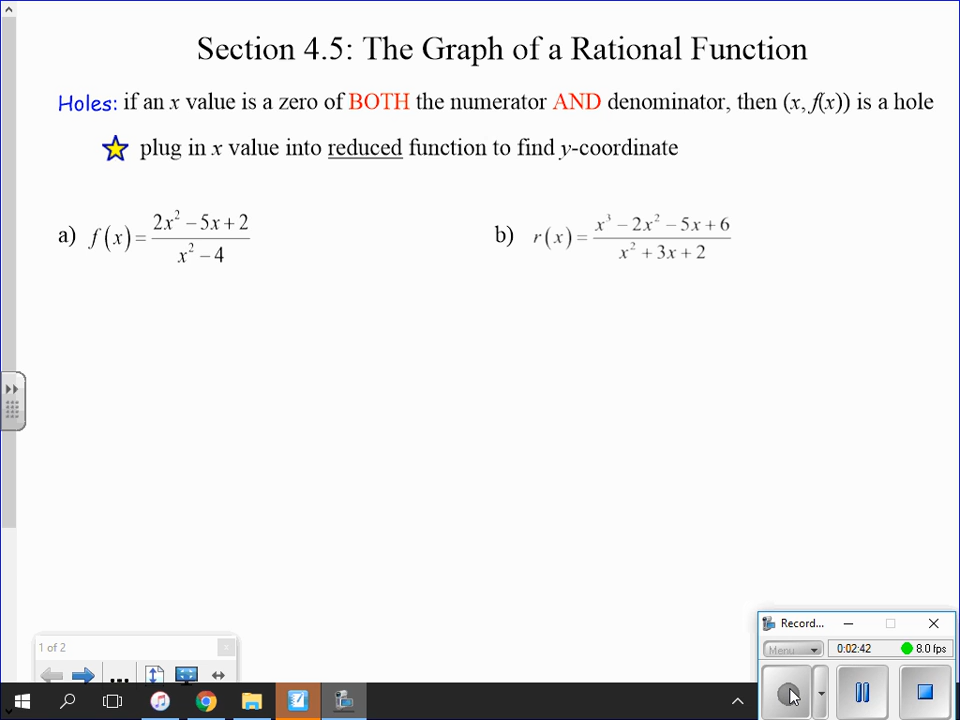 Section 4.5: The Graph of a Rational Function
Holes: if an x value is a zero of BOTH the numerator AND denominator, then (x, f(x)) is a hole
plug in x value into reduced function to find y-coordinate
a) f(x) = (2x² − 5x + 2)/(x² − 4)
b) r(x) = (x³ − 2x² − 5x + 6)/(x² + 3x + 2)
1 of 2
Record...
Menu
0:02:42
8.0 fps